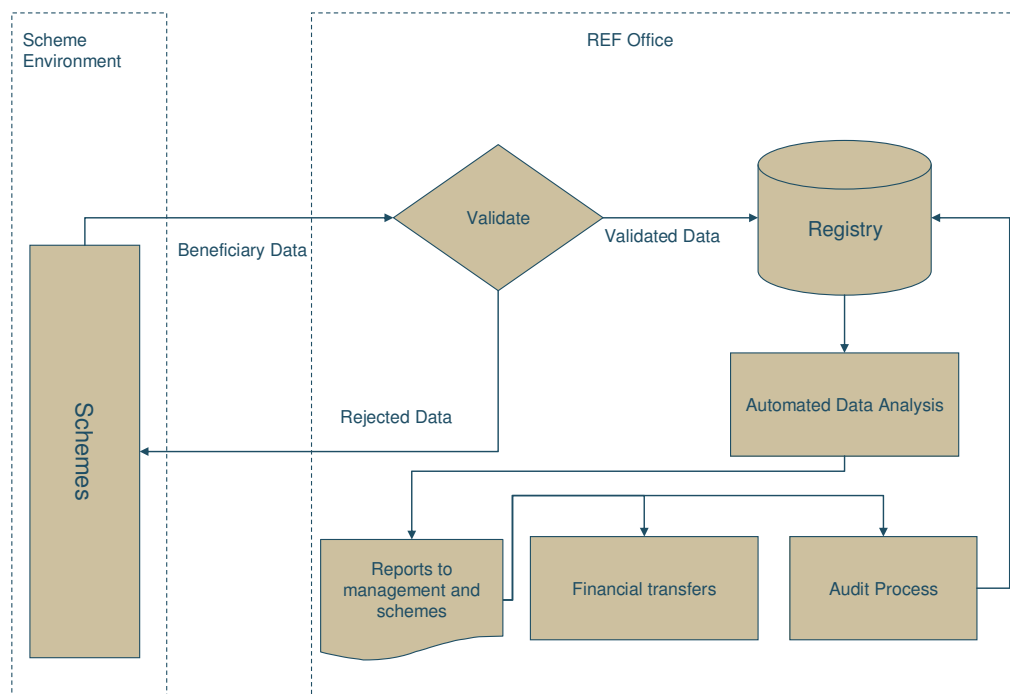 Scheme
Environment
REF Office
Validate
Registry
Beneficiary Data
Validated Data
Schemes
Rejected Data
Automated Data Analysis
Reports to
management and
schemes
Financial transfers
Audit Process